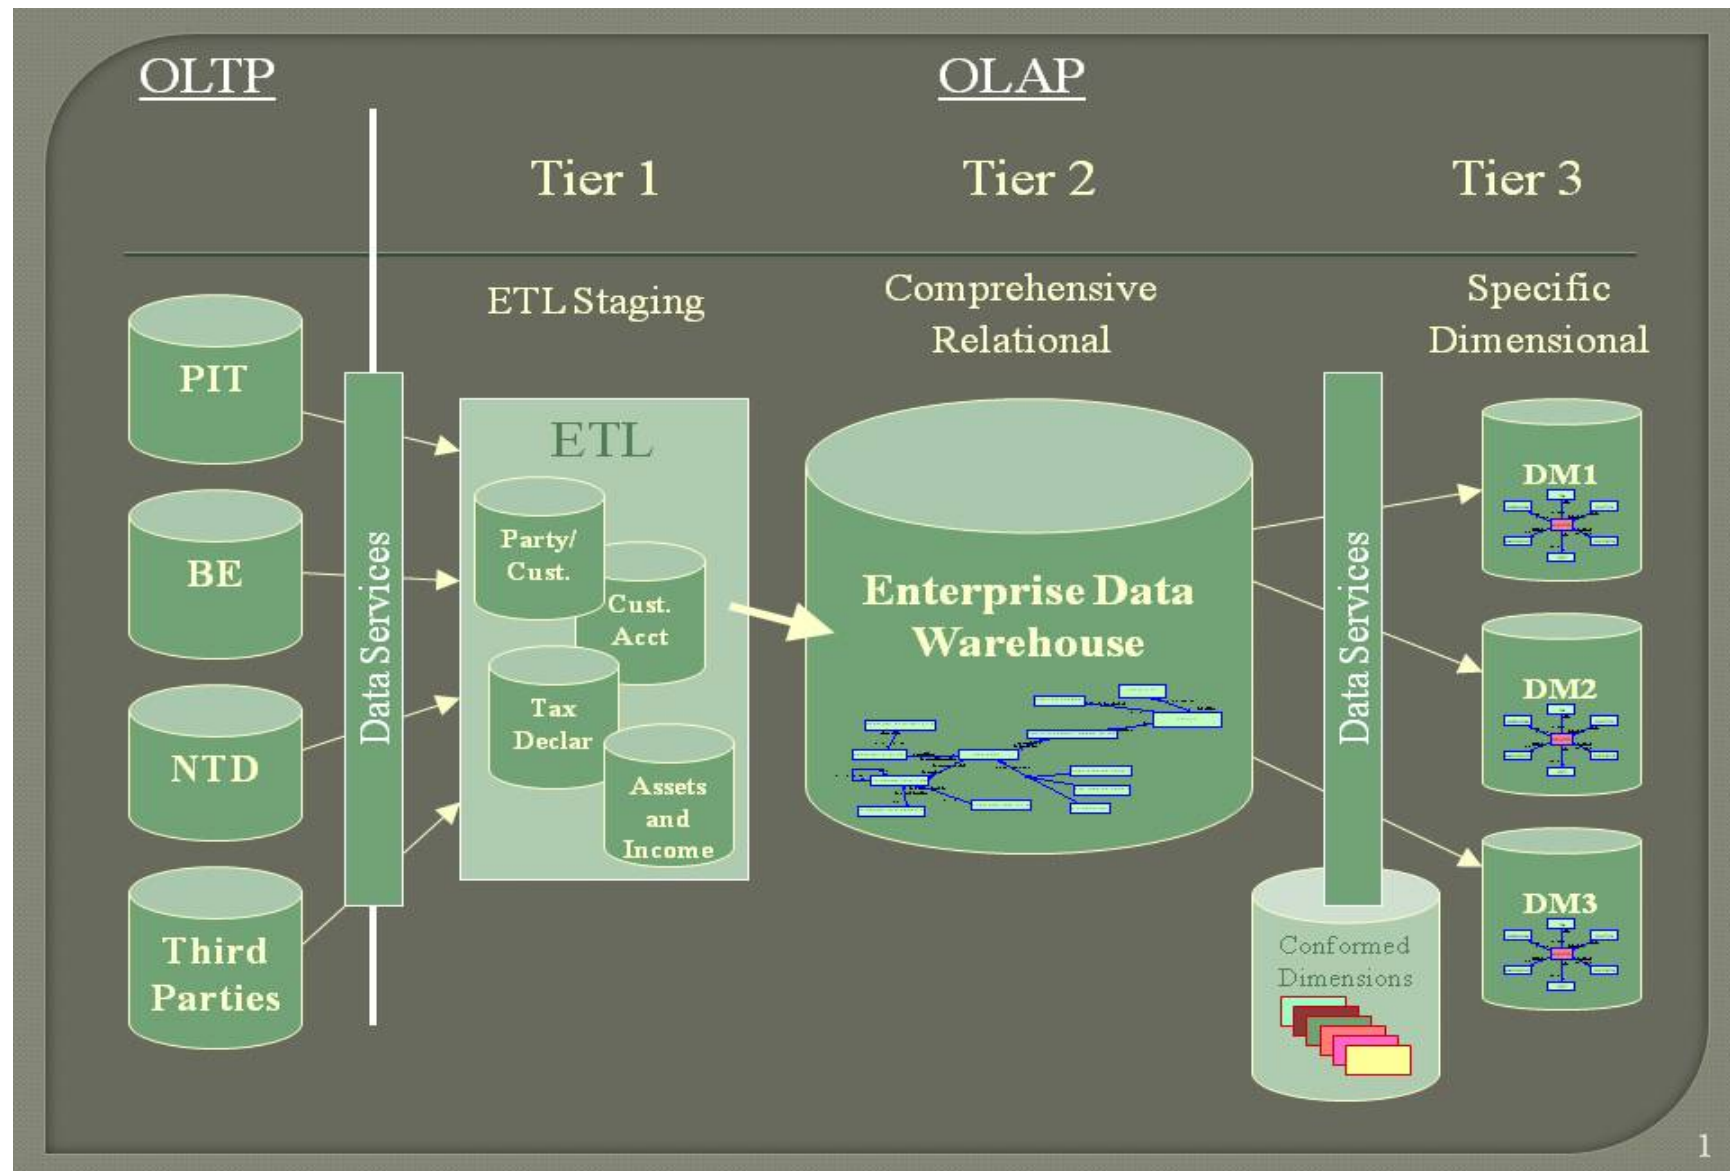 OLTP
OLAP
Tier 1
Tier 2
Tier 3
ETL Staging
Comprehensive
Relational
Specific
Dimensional
PIT
BE
NTD
Third
Parties
Data Services
ETL
Party/
Cust.
Cust.
Acct
Tax
Declar
Assets
and
Income
Enterprise Data
Warehouse
Data Services
Conformed
Dimensions
DM1
DM2
DM3
1